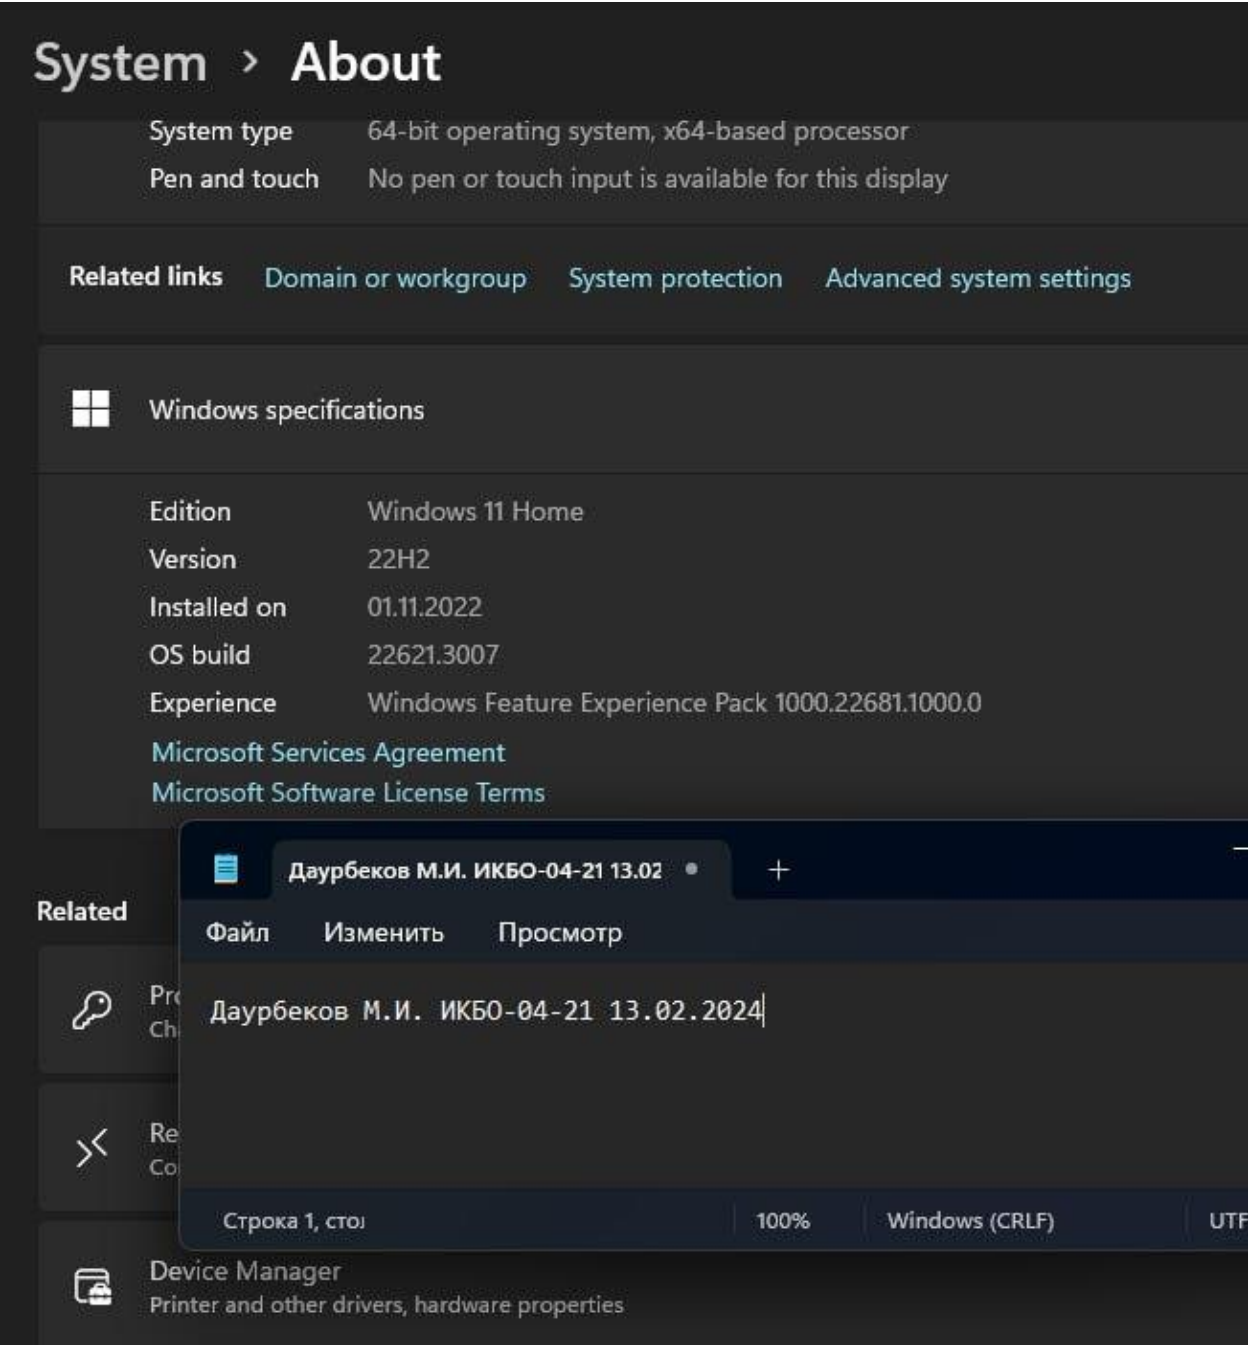 System > About
System type 64-bit operating system, x64-based processor
Pen and touch No pen or touch input is available for this display
Related links Domain or workgroup System protection Advanced system settings
Windows specifications
Edition Windows 11 Home
Version 22H2
Installed on 01.11.2022
OS build 22621.3007
Experience Windows Feature Experience Pack 1000.22681.1000.0
Microsoft Services Agreement
Microsoft Software License Terms
Даурбеков М.И. ИКБО-04-21 13.02
Related
Файл Изменить Просмотр
Даурбеков М.И. ИКБО-04-21 13.02.2024
Строка 1, 100% Windows (CRLF) UTF
Device Manager
Printer and other drivers, hardware properties